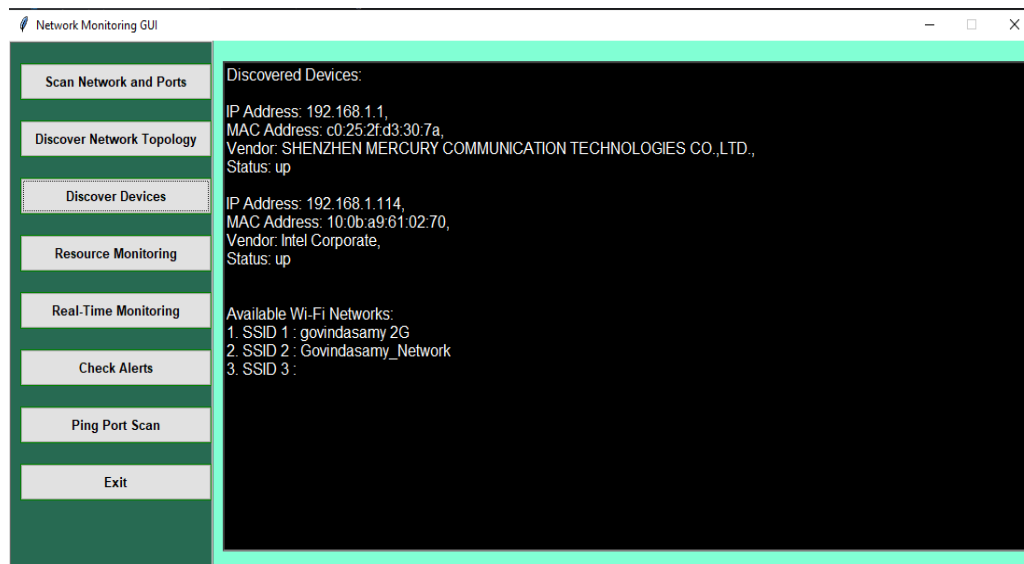 Network Monitoring GUI
Scan Network and Ports
Discover Network Topology
Discover Devices
Resource Monitoring
Real-Time Monitoring
Check Alerts
Ping Port Scan
Exit
Discovered Devices:
IP Address: 192.168.1.1,
MAC Address: c0:25:2f:d3:30:7a,
Vendor: SHENZHEN MERCURY COMMUNICATION TECHNOLOGIES CO.,LTD.,
Status: up
IP Address: 192.168.1.114,
MAC Address: 10:0b:a9:61:02:70,
Vendor: Intel Corporate,
Status: up
Available Wi-Fi Networks:
1. SSID 1 : govindasamy 2G
2. SSID 2 : Govindasamy_Network
3. SSID 3 :